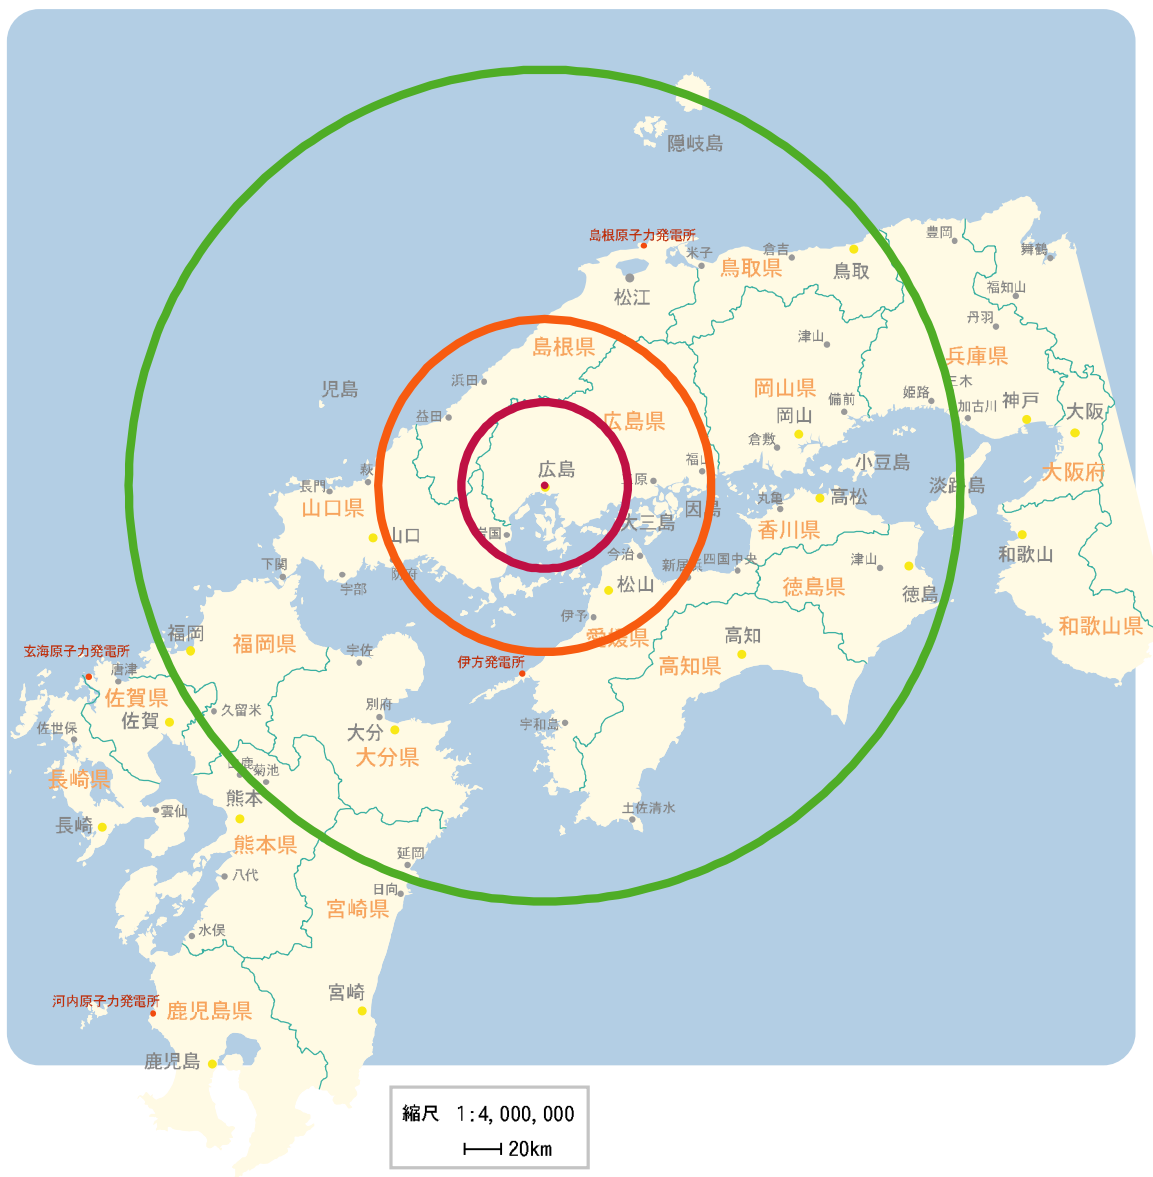 隠岐島
豊岡
舞鶴
島根原子力発電所
米子
倉吉
鳥取県
鳥取
松江
福知山
丹羽
津山
島根県
兵庫県
浜田
児島
岡山県
三木
姫路
備前
加古川
神戸
大阪
益田
広島県
岡山
倉敷
福山
小豆島
大阪府
萩
広島
長門
山口県
淡路島
丸亀
高松
因島
大三島
香川県
山口
岩国
今治
和歌山
下関
防府
宇部
新居浜
四国中央
津山
松山
徳島県
徳島
伊予
福岡
福岡県
愛媛県
高知
和歌山県
玄海原子力発電所
唐津
宇佐
伊方発電所
高知県
佐賀県
佐賀
久留米
別府
大分
宇和島
佐世保
大分県
長崎県
菊池
熊本
雲仙
土佐清水
長崎
熊本県
延岡
八代
日向
宮崎県
水俣
宮崎
河内原子力発電所
鹿児島県
鹿児島
縮尺 1:4,000,000
20km